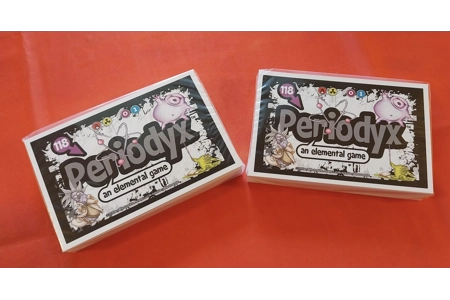 118
Periodyx
an elemental game
118
Periodyx
an elemental game